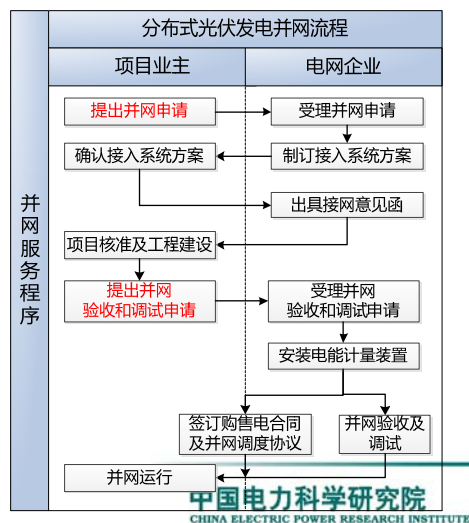 分布式光伏发电并网流程
项目业主
电网企业
并网服务程序
提出并网申请
受理并网申请
确认接入系统方案
制订接入系统方案
出具接网意见函
项目核准及工程建设
提出并网
验收和调试申请
受理并网
验收和调试申请
安装电能计量装置
签订购售电合同
及并网调度协议
并网验收及
调试
并网运行
中国电力科学研究院
CHINA ELECTRIC POWER RESEARCH INSTITUTE